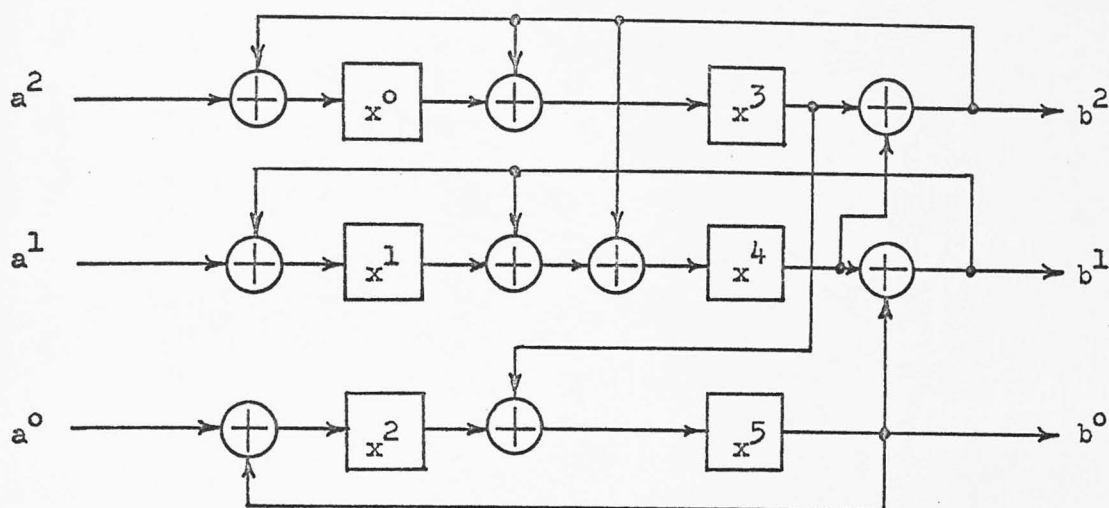 a² x⁰ x³ b²
a¹ x¹ x⁴ b¹
a⁰ x² x⁵ b⁰